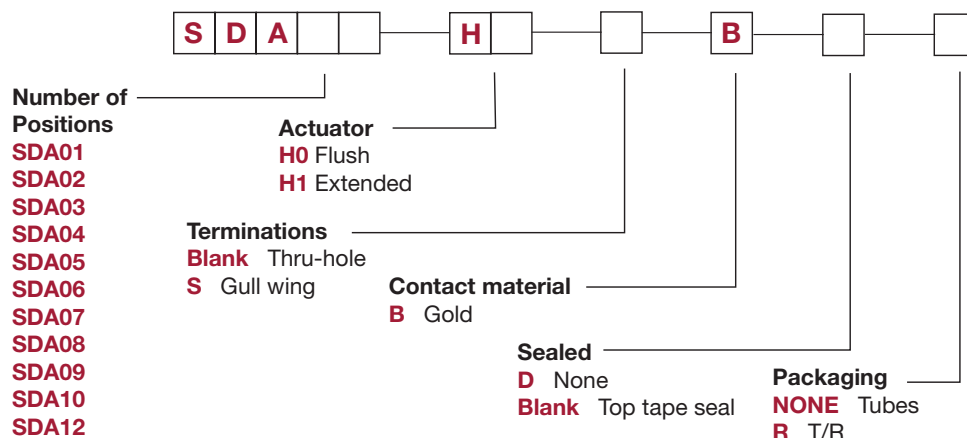 S D A H B
Number of
Positions
SDA01
SDA02
SDA03
SDA04
SDA05
SDA06
SDA07
SDA08
SDA09
SDA10
SDA12
Actuator
H0 Flush
H1 Extended
Terminations
Blank Thru-hole
S Gull wing
Contact material
B Gold
Sealed
D None
Blank Top tape seal
Packaging
NONE Tubes
R T/R